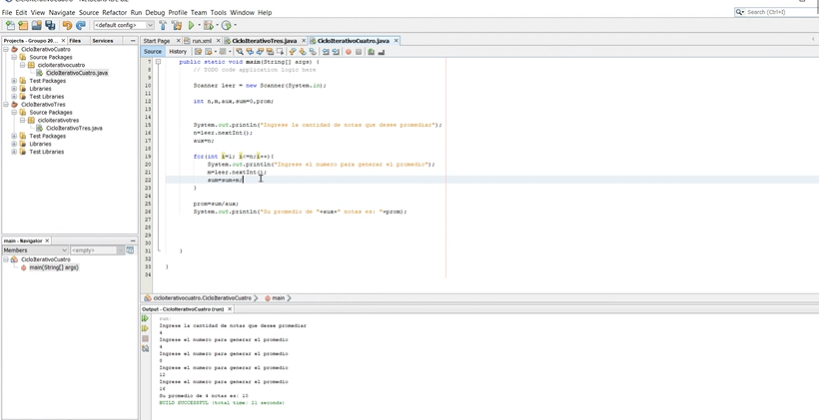 File Edit View Navigate Source Refactor Run Debug Profile Team Tools Window Help
Search (Ctrl+I)
<default config>
Projects - Groupo 20...
Files
Services
Start Page
run.xml
CicloIterativoTres.java
CicloIterativoCuatro.java
CicloIterativoCuatro
Source Packages
cicloiterativocuatro
CicloIterativoCuatro.java
Test Packages
Libraries
Test Libraries
CicloIterativoTres
Source Packages
cicloiterativotres
CicloIterativoTres.java
Test Packages
Libraries
Test Libraries
Source History
7 public static void main(String[] args) {
8 // TODO code application logic here
9
10 Scanner leer = new Scanner(System.in);
11
12 int n,m,aux,sum=0,prom;
13
14
15 System.out.println("Ingrese la cantidad de notas que desee promediar");
16 n=leer.nextInt();
17 aux=n;
18
19 for(int i=1; i<=n;i++){
20 System.out.println("Ingrese el numero para generar el promedio");
21 m=leer.nextInt();
22 sum=sum+m;
23 }
24
25 prom=sum/aux;
26 System.out.println("Su promedio de "+aux+" notas es: "+prom);
31 }
32
33 }
34
main - Navigator
Members
<empty>
CicloIterativoCuatro
main(String[] args)
cicloiterativocuatro.CicloIterativoCuatro
main
Output - CicloIterativoCuatro (run)
run:
Ingrese la cantidad de notas que desee promediar
4
Ingrese el numero para generar el promedio
4
Ingrese el numero para generar el promedio
Ingrese el numero para generar el promedio
12
Ingrese el numero para generar el promedio
16
Su promedio de 4 notas es: 10
BUILD SUCCESSFUL (total time: 21 seconds)